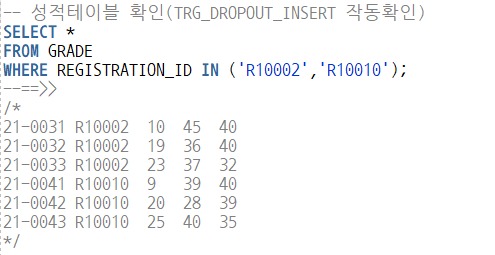 -- 성적테이블 확인(TRG_DROPOUT_INSERT 작동확인)
SELECT *
FROM GRADE
WHERE REGISTRATION_ID IN ('R10002','R10010');
--==>>
/*
21-0031 R10002 10 45 40
21-0032 R10002 19 36 40
21-0033 R10002 23 37 32
21-0041 R10010 9 39 40
21-0042 R10010 20 28 39
21-0043 R10010 25 40 35
*/